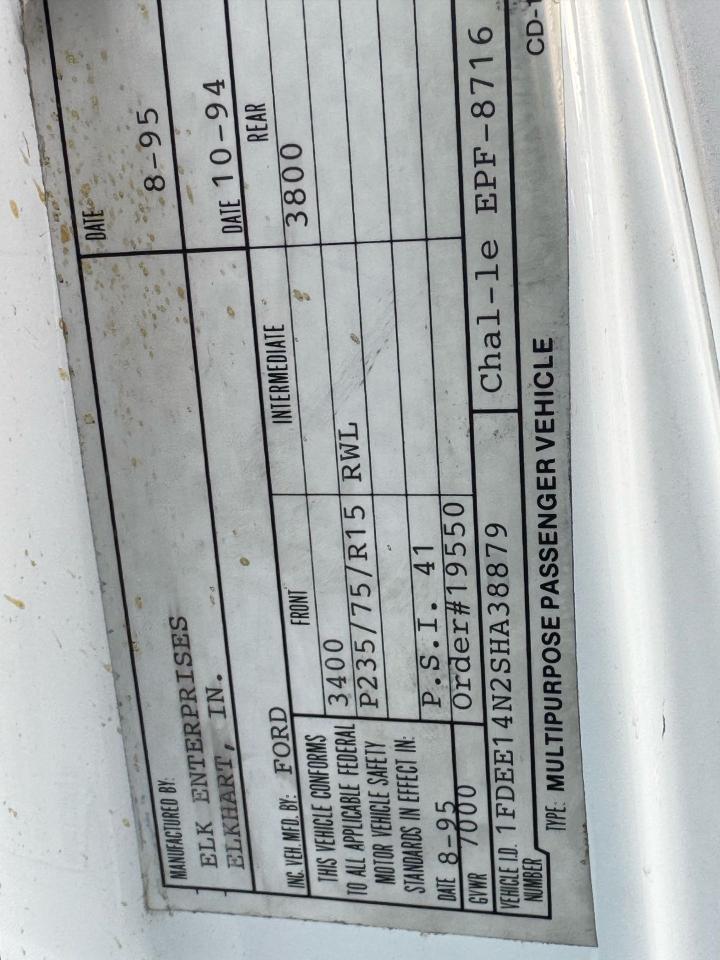 MANUFACTURED BY: DATE
ELK ENTERPRISES 8-95
ELKHART, IN.
INC. VEH. MFD. BY: FORD DATE 10-94
FRONT INTERMEDIATE REAR
THIS VEHICLE CONFORMS 3400 3800
TO ALL APPLICABLE FEDERAL P235/75/R15 RWL
MOTOR VEHICLE SAFETY
STANDARDS IN EFFECT IN: P.S.I. 41
DATE 8-95 Order#19550
GVWR 7000
VEHICLE I.D. 1FDEE14N2SHA38879 Chal-le EPF-8716
NUMBER
TYPE: MULTIPURPOSE PASSENGER VEHICLE CD-